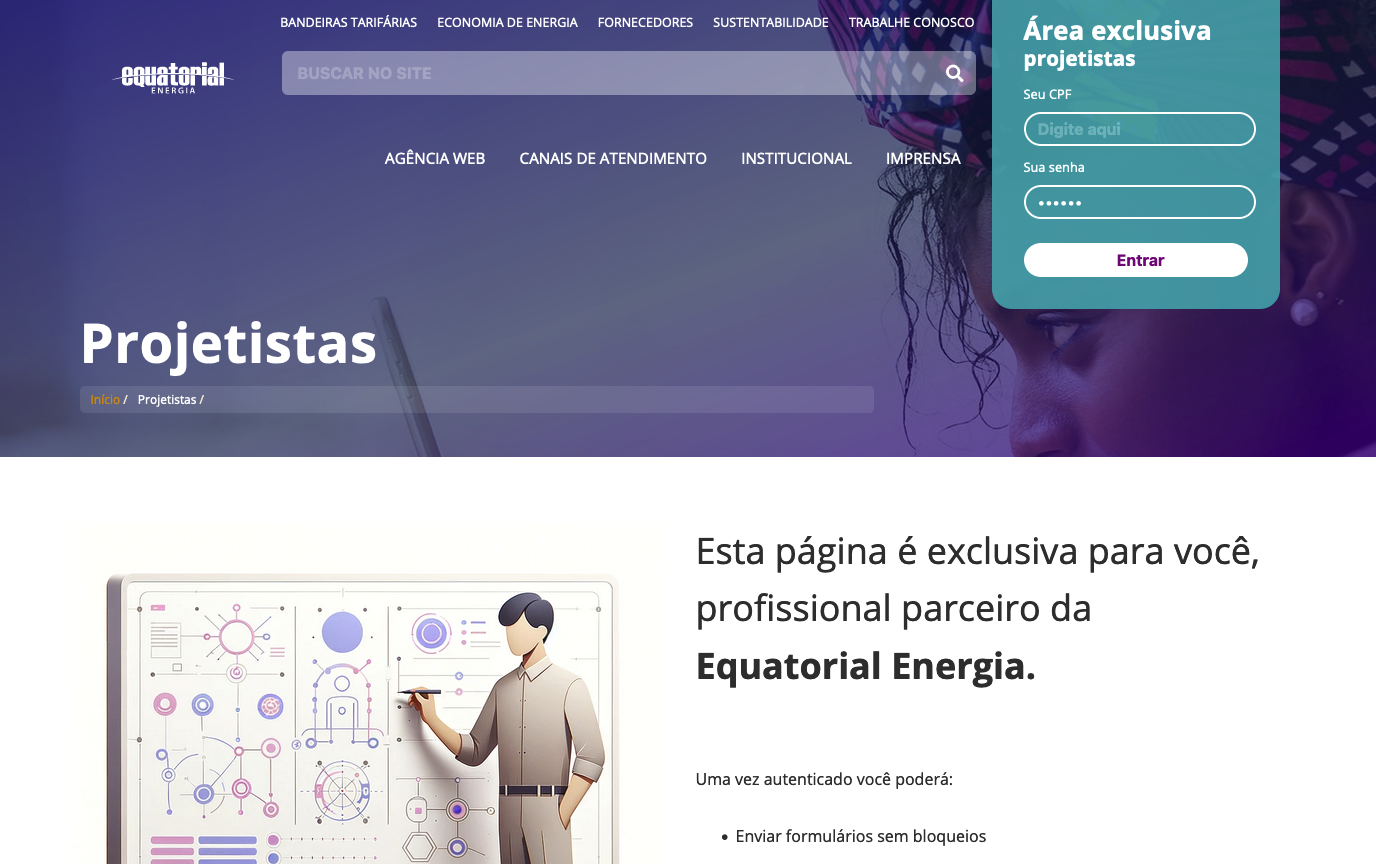 BANDEIRAS TARIFÁRIAS ECONOMIA DE ENERGIA FORNECEDORES SUSTENTABILIDADE TRABALHE CONOSCO
equatorial
ENERGIA
BUSCAR NO SITE
AGÊNCIA WEB CANAIS DE ATENDIMENTO INSTITUCIONAL IMPRENSA
Área exclusiva
projetistas
Seu CPF
Digite aqui
Sua senha
••••••
Entrar
Projetistas
Início / Projetistas /
Esta página é exclusiva para você,
profissional parceiro da
Equatorial Energia.
Uma vez autenticado você poderá:
• Enviar formulários sem bloqueios